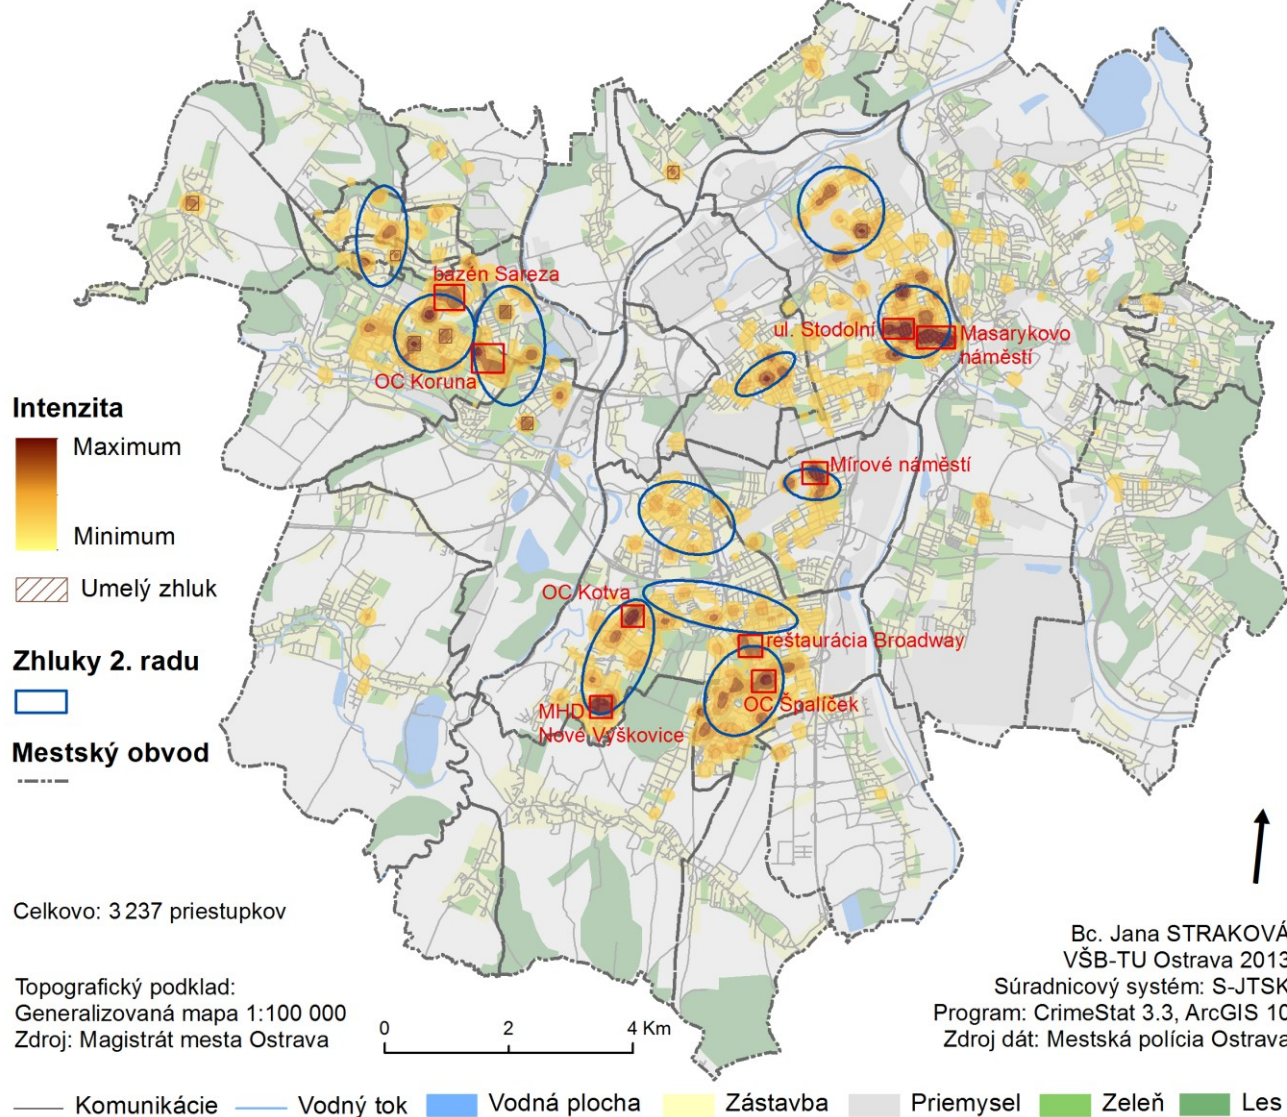 bazén Sareza
OC Koruna
ul. Stodolní
Masarykovo
náměstí
Mírové náměstí
OC Kotva
reštaurácia Broadway
OC Špalíček
MHD
Nové Výškovice
Intenzita
Maximum
Minimum
Umelý zhluk
Zhluky 2. radu
Mestský obvod
Celkovo: 3 237 priestupkov
Topografický podklad:
Generalizovaná mapa 1:100 000
Zdroj: Magistrát mesta Ostrava
0 2 4 Km
Bc. Jana STRAKOVÁ
VŠB-TU Ostrava 2013
Súradnicový systém: S-JTSK
Program: CrimeStat 3.3, ArcGIS 10
Zdroj dát: Mestská polícia Ostrava
Komunikácie Vodný tok Vodná plocha Zástavba Priemysel Zeleň Les